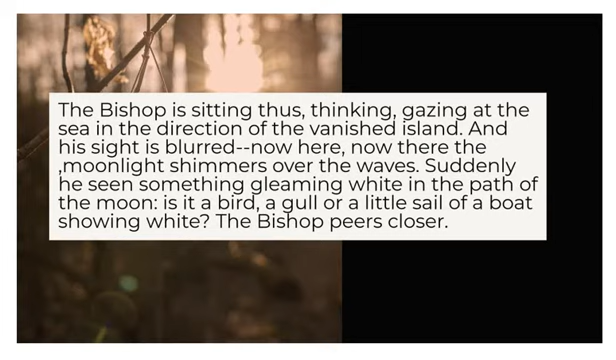 The Bishop is sitting thus, thinking, gazing at the
sea in the direction of the vanished island. And
his sight is blurred--now here, now there the
,moonlight shimmers over the waves. Suddenly
he seen something gleaming white in the path of
the moon: is it a bird, a gull or a little sail of a boat
showing white? The Bishop peers closer.